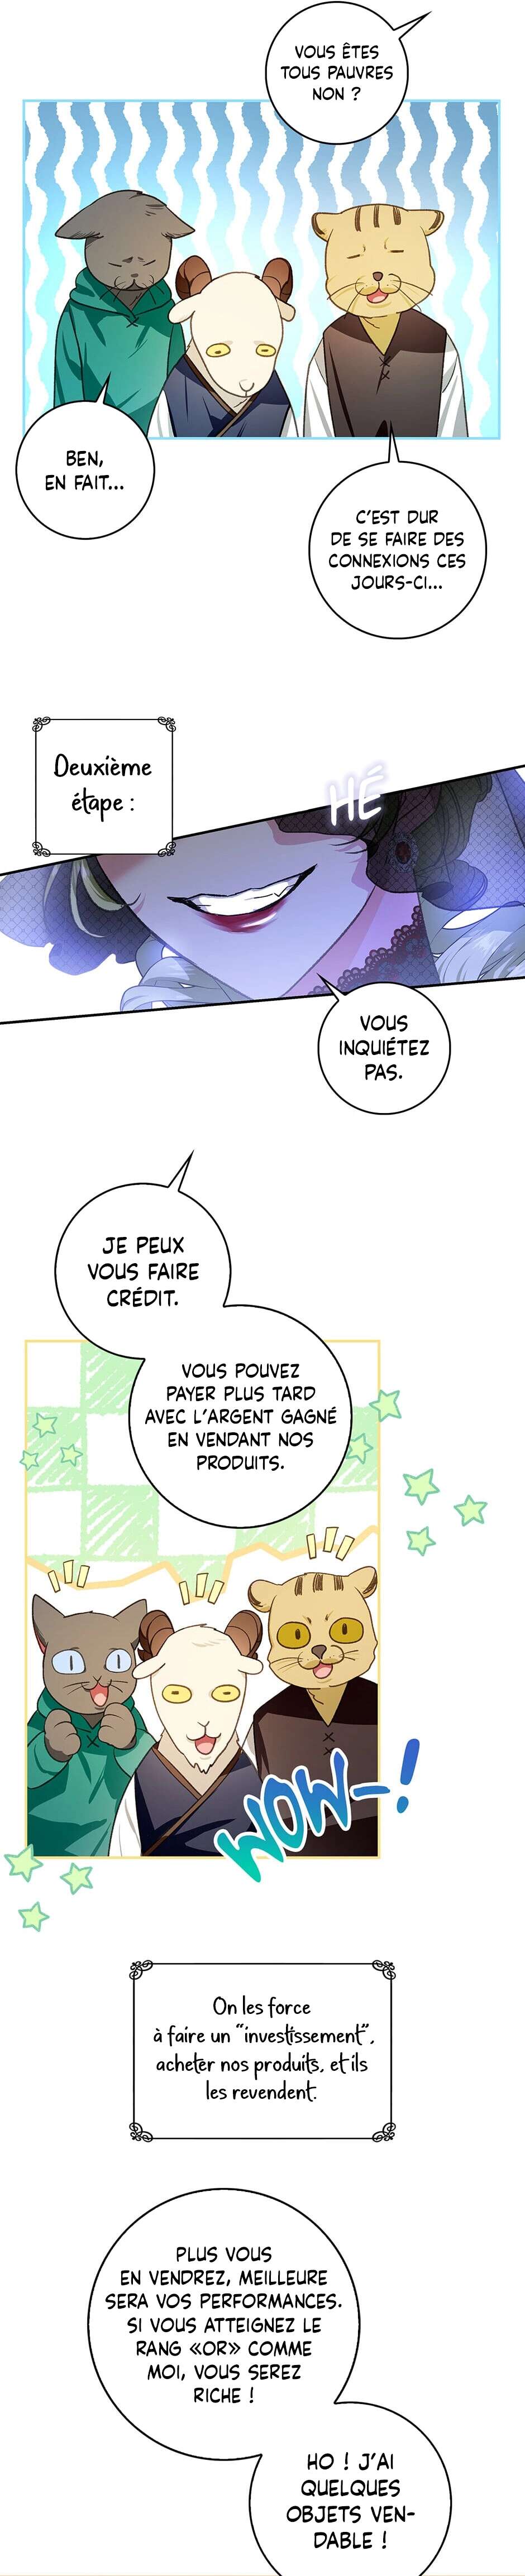 VOUS ÊTES
TOUS PAUVRES
NON ?
BEN,
EN FAIT...
C'EST DUR
DE SE FAIRE DES
CONNEXIONS CES
JOURS-CI...
Deuxième
étape :
HÉ
VOUS
INQUIÉTEZ
PAS.
JE PEUX
VOUS FAIRE
CRÉDIT.
VOUS POUVEZ
PAYER PLUS TARD
AVEC L'ARGENT GAGNÉ
EN VENDANT NOS
PRODUITS.
WOW-!
On les force
à faire un "investissement",
acheter nos produits, et ils
les revendent.
PLUS VOUS
EN VENDREZ, MEILLEURE
SERA VOS PERFORMANCES.
SI VOUS ATTEIGNEZ LE
RANG «OR» COMME
MOI, VOUS SEREZ
RICHE !
HO ! J'AI
QUELQUES
OBJETS VEN-
DABLE !